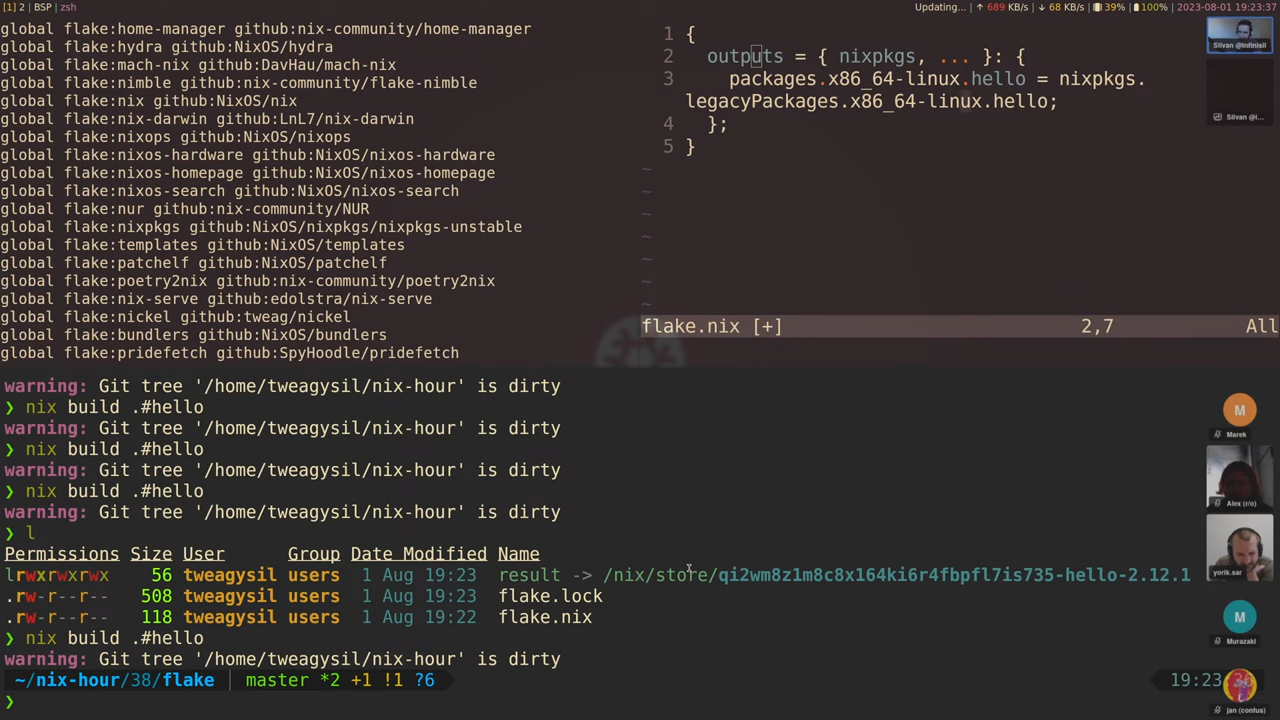 [1] 2 | BSP | zsh
Updating... | ↑ 689 KB/s | ↓ 68 KB/s | 39% | 100% | 2023-08-01 19:23:37
global flake:home-manager github:nix-community/home-manager
global flake:hydra github:NixOS/hydra
global flake:mach-nix github:DavHau/mach-nix
global flake:nimble github:nix-community/flake-nimble
global flake:nix github:NixOS/nix
global flake:nix-darwin github:LnL7/nix-darwin
global flake:nixops github:NixOS/nixops
global flake:nixos-hardware github:NixOS/nixos-hardware
global flake:nixos-homepage github:NixOS/nixos-homepage
global flake:nixos-search github:NixOS/nixos-search
global flake:nur github:nix-community/NUR
global flake:nixpkgs github:NixOS/nixpkgs/nixpkgs-unstable
global flake:templates github:NixOS/templates
global flake:patchelf github:NixOS/patchelf
global flake:poetry2nix github:nix-community/poetry2nix
global flake:nix-serve github:edolstra/nix-serve
global flake:nickel github:tweag/nickel
global flake:bundlers github:NixOS/bundlers
global flake:pridefetch github:SpyHoodle/pridefetch
1 {
2 outputs = { nixpkgs, ... }: {
3 packages.x86_64-linux.hello = nixpkgs.
legacyPackages.x86_64-linux.hello;
4 };
5 }
~
~
~
~
~
~
~
flake.nix [+] 2,7 All
warning: Git tree '/home/tweagysil/nix-hour' is dirty
❯ nix build .#hello
warning: Git tree '/home/tweagysil/nix-hour' is dirty
❯ nix build .#hello
warning: Git tree '/home/tweagysil/nix-hour' is dirty
❯ nix build .#hello
warning: Git tree '/home/tweagysil/nix-hour' is dirty
❯ l
Permissions Size User Group Date Modified Name
lrwxrwxrwx 56 tweagysil users 1 Aug 19:23 result -> /nix/store/qi2wm8z1m8c8x164ki6r4fbpfl7is735-hello-2.12.1
.rw-r--r-- 508 tweagysil users 1 Aug 19:23 flake.lock
.rw-r--r-- 118 tweagysil users 1 Aug 19:22 flake.nix
❯ nix build .#hello
warning: Git tree '/home/tweagysil/nix-hour' is dirty
~/nix-hour/38/flake | master *2 +1 !1 ?6
19:23
❯
Silvan @infinisil
Silvan @i...
M
Marek
Alex (r/o)
yorik.sar
M
Murazaki
jan (confus)